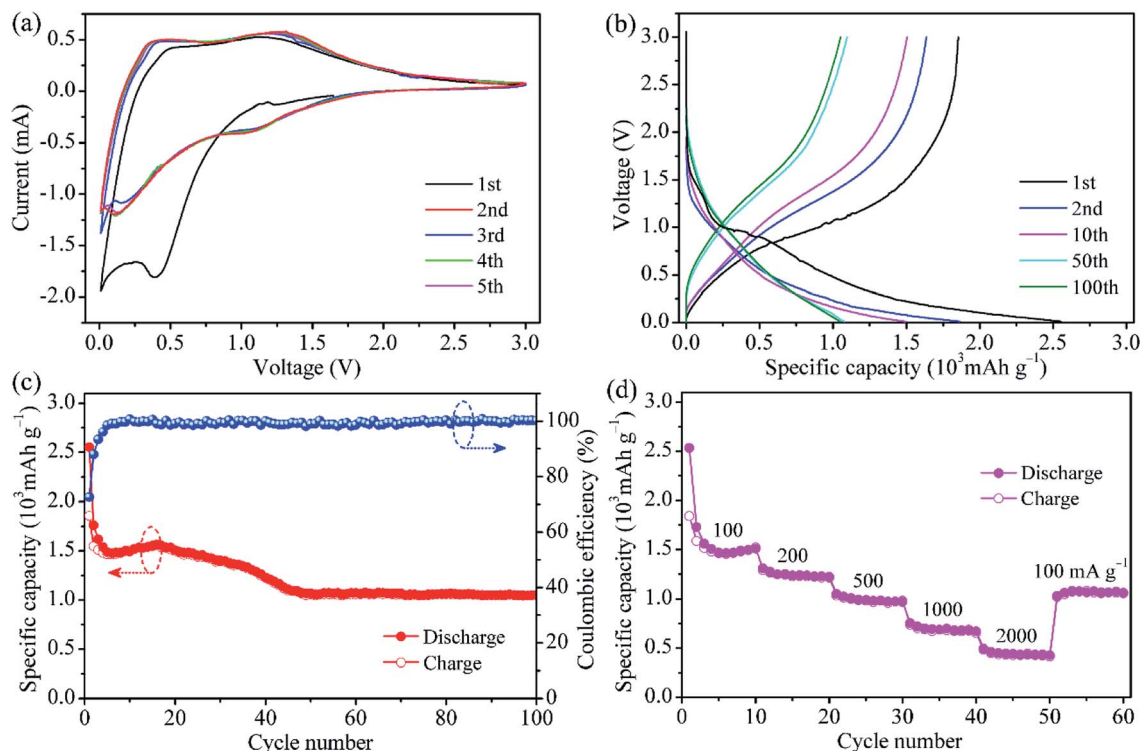 (a)
0.5
0.0
-0.5
-1.0
-1.5
-2.0
Current (mA)
1st
2nd
3rd
4th
5th
0.0 0.5 1.0 1.5 2.0 2.5 3.0
Voltage (V)
(b)
3.0
2.5
2.0
1.5
1.0
0.5
0.0
Voltage (V)
1st
2nd
10th
50th
100th
0.0 0.5 1.0 1.5 2.0 2.5 3.0
Specific capacity (10³mAh g⁻¹)
(c)
3.0
2.5
2.0
1.5
1.0
0.5
0.0
Specific capacity (10³mAh g⁻¹)
100
80
60
40
20
0
Coulombic efficiency (%)
Discharge
Charge
0 20 40 60 80 100
Cycle number
(d)
3.0
2.5
2.0
1.5
1.0
0.5
0.0
Specific capacity (10³mAh g⁻¹)
Discharge
Charge
100
200
500
1000
2000
100 mA g⁻¹
0 10 20 30 40 50 60
Cycle number